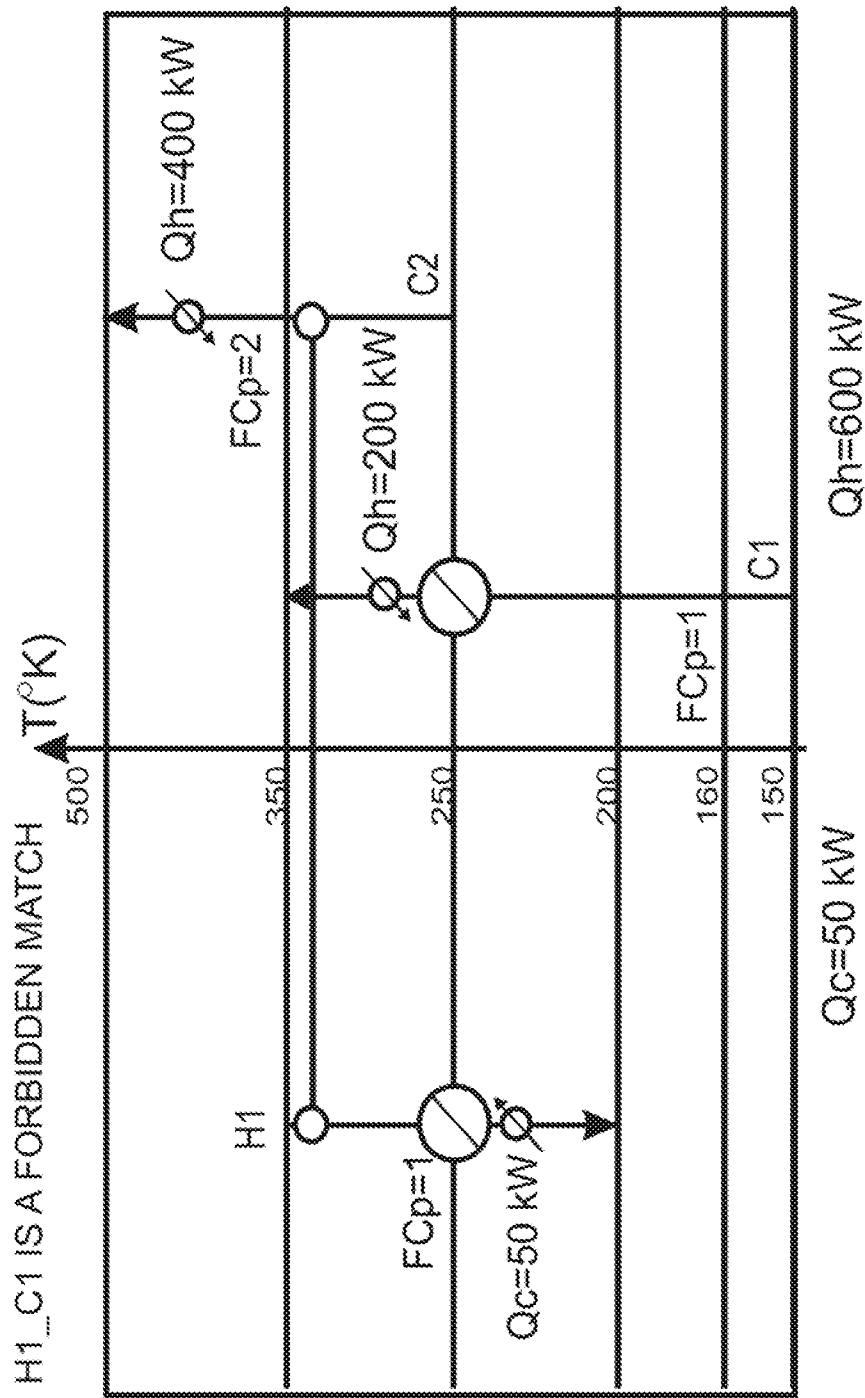 H1_C1 IS A FORBIDDEN MATCH
T(°K)
500
Qh=400 kW
FCp=2
H1
350
Qh=200 kW
C2
FCp=1
250
Qc=50 kW
200
FCp=1
160
C1
150
Qc=50 kW
Qh=600 kW